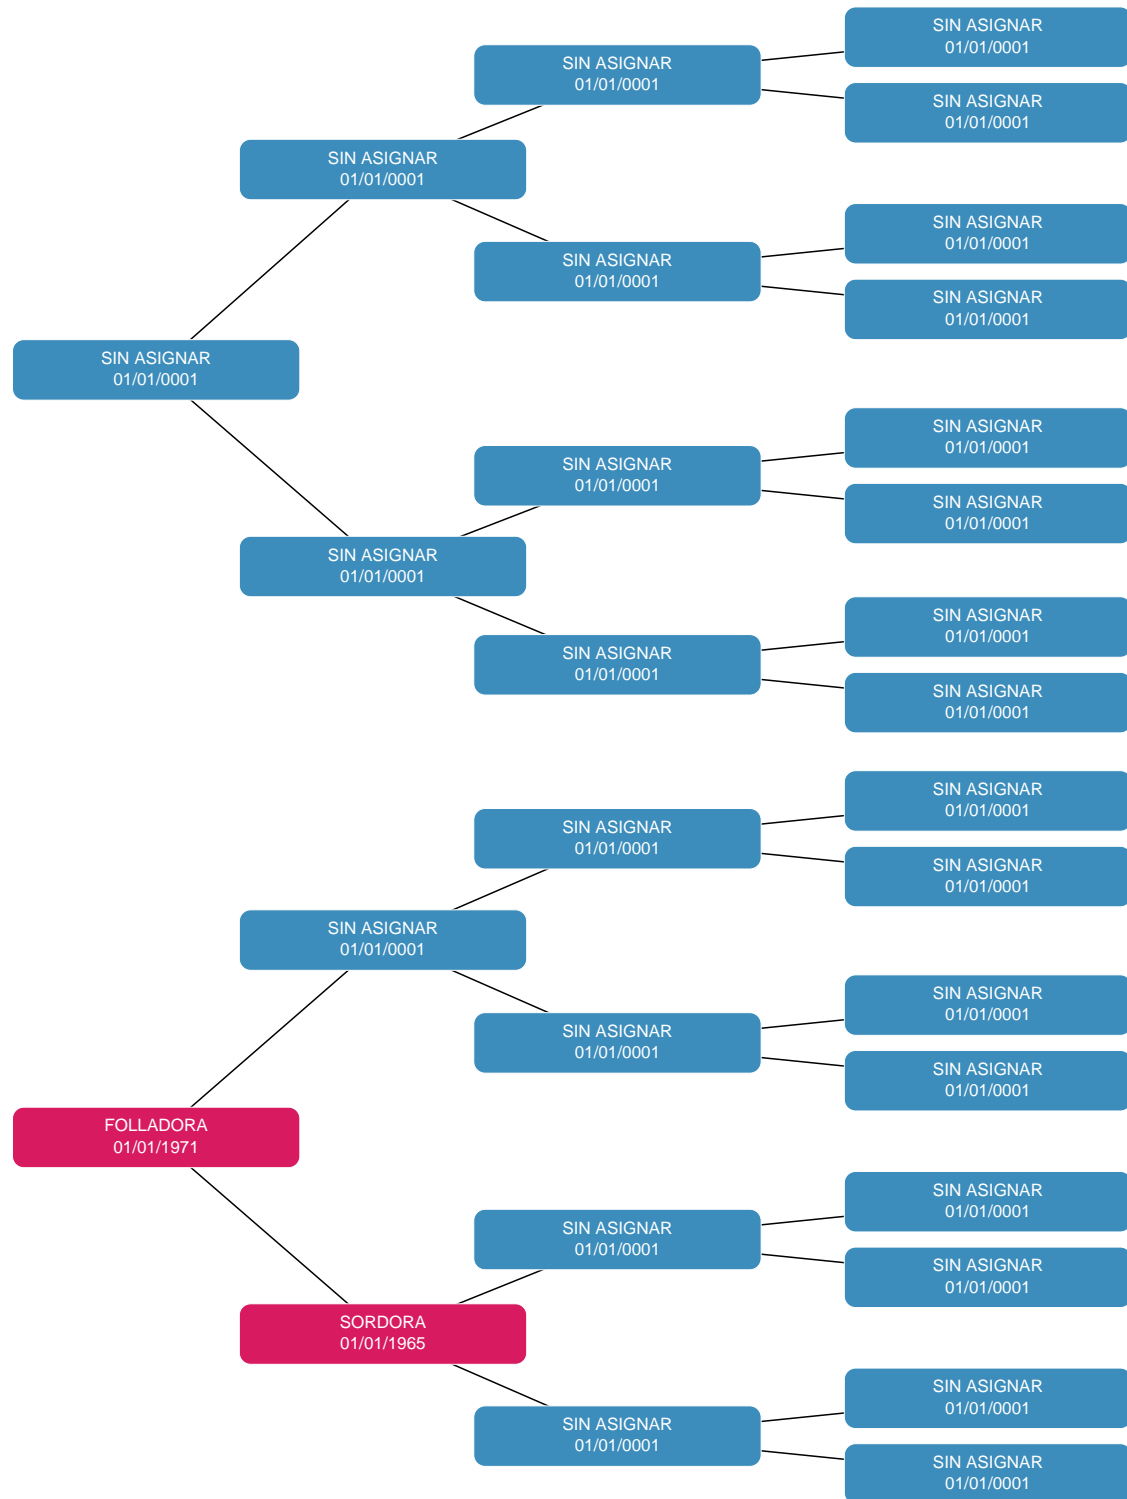 SIN ASIGNAR
01/01/0001
SIN ASIGNAR
01/01/0001
SIN ASIGNAR
01/01/0001
SIN ASIGNAR
01/01/0001
SIN ASIGNAR
01/01/0001
SIN ASIGNAR
01/01/0001
SIN ASIGNAR
01/01/0001
SIN ASIGNAR
01/01/0001
SIN ASIGNAR
01/01/0001
SIN ASIGNAR
01/01/0001
SIN ASIGNAR
01/01/0001
SIN ASIGNAR
01/01/0001
SIN ASIGNAR
01/01/0001
SIN ASIGNAR
01/01/0001
SIN ASIGNAR
01/01/0001
SIN ASIGNAR
01/01/0001
SIN ASIGNAR
01/01/0001
SIN ASIGNAR
01/01/0001
SIN ASIGNAR
01/01/0001
SIN ASIGNAR
01/01/0001
SIN ASIGNAR
01/01/0001
SIN ASIGNAR
01/01/0001
FOLLADORA
01/01/1971
SIN ASIGNAR
01/01/0001
SIN ASIGNAR
01/01/0001
SIN ASIGNAR
01/01/0001
SORDORA
01/01/1965
SIN ASIGNAR
01/01/0001
SIN ASIGNAR
01/01/0001
SIN ASIGNAR
01/01/0001